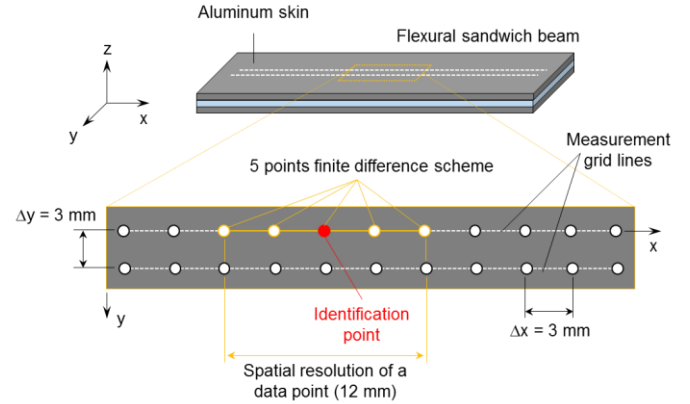 Aluminum skin
Flexural sandwich beam
z
x
y
Measurement
grid lines
5 points finite difference scheme
Δy = 3 mm
x
y
Identification
point
Δx = 3 mm
Spatial resolution of a
data point (12 mm)